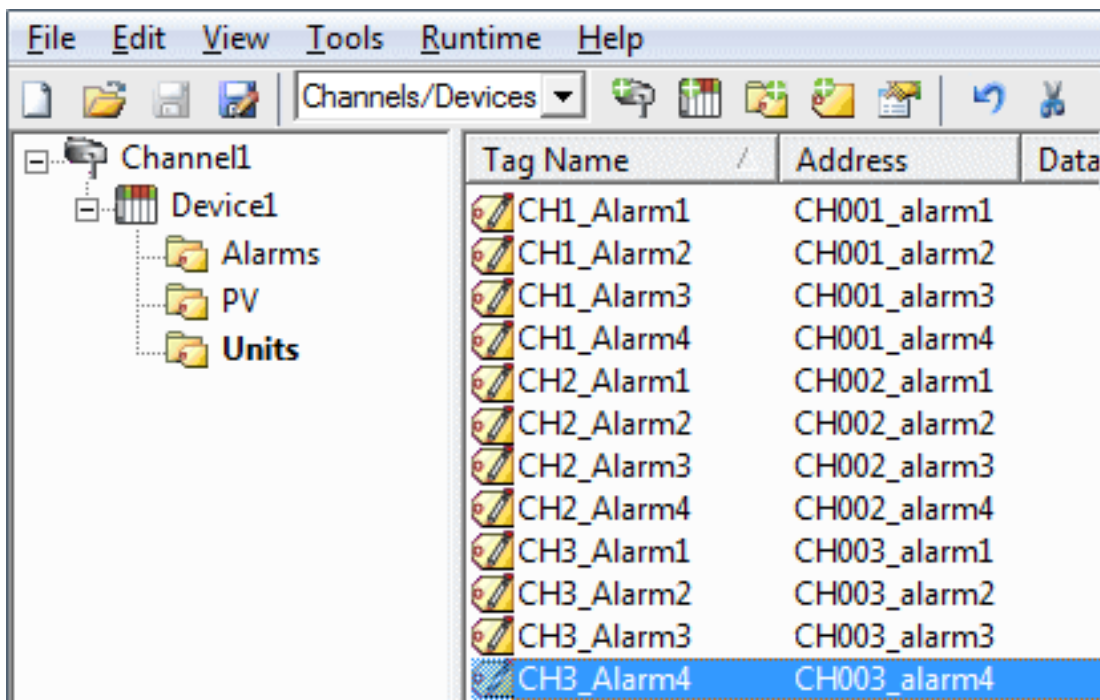 File Edit View Tools Runtime Help
Channels/Devices
Channel1
Device1
Alarms
PV
Units
Tag Name Address Data
CH1_Alarm1 CH001_alarm1
CH1_Alarm2 CH001_alarm2
CH1_Alarm3 CH001_alarm3
CH1_Alarm4 CH001_alarm4
CH2_Alarm1 CH002_alarm1
CH2_Alarm2 CH002_alarm2
CH2_Alarm3 CH002_alarm3
CH2_Alarm4 CH002_alarm4
CH3_Alarm1 CH003_alarm1
CH3_Alarm2 CH003_alarm2
CH3_Alarm3 CH003_alarm3
CH3_Alarm4 CH003_alarm4